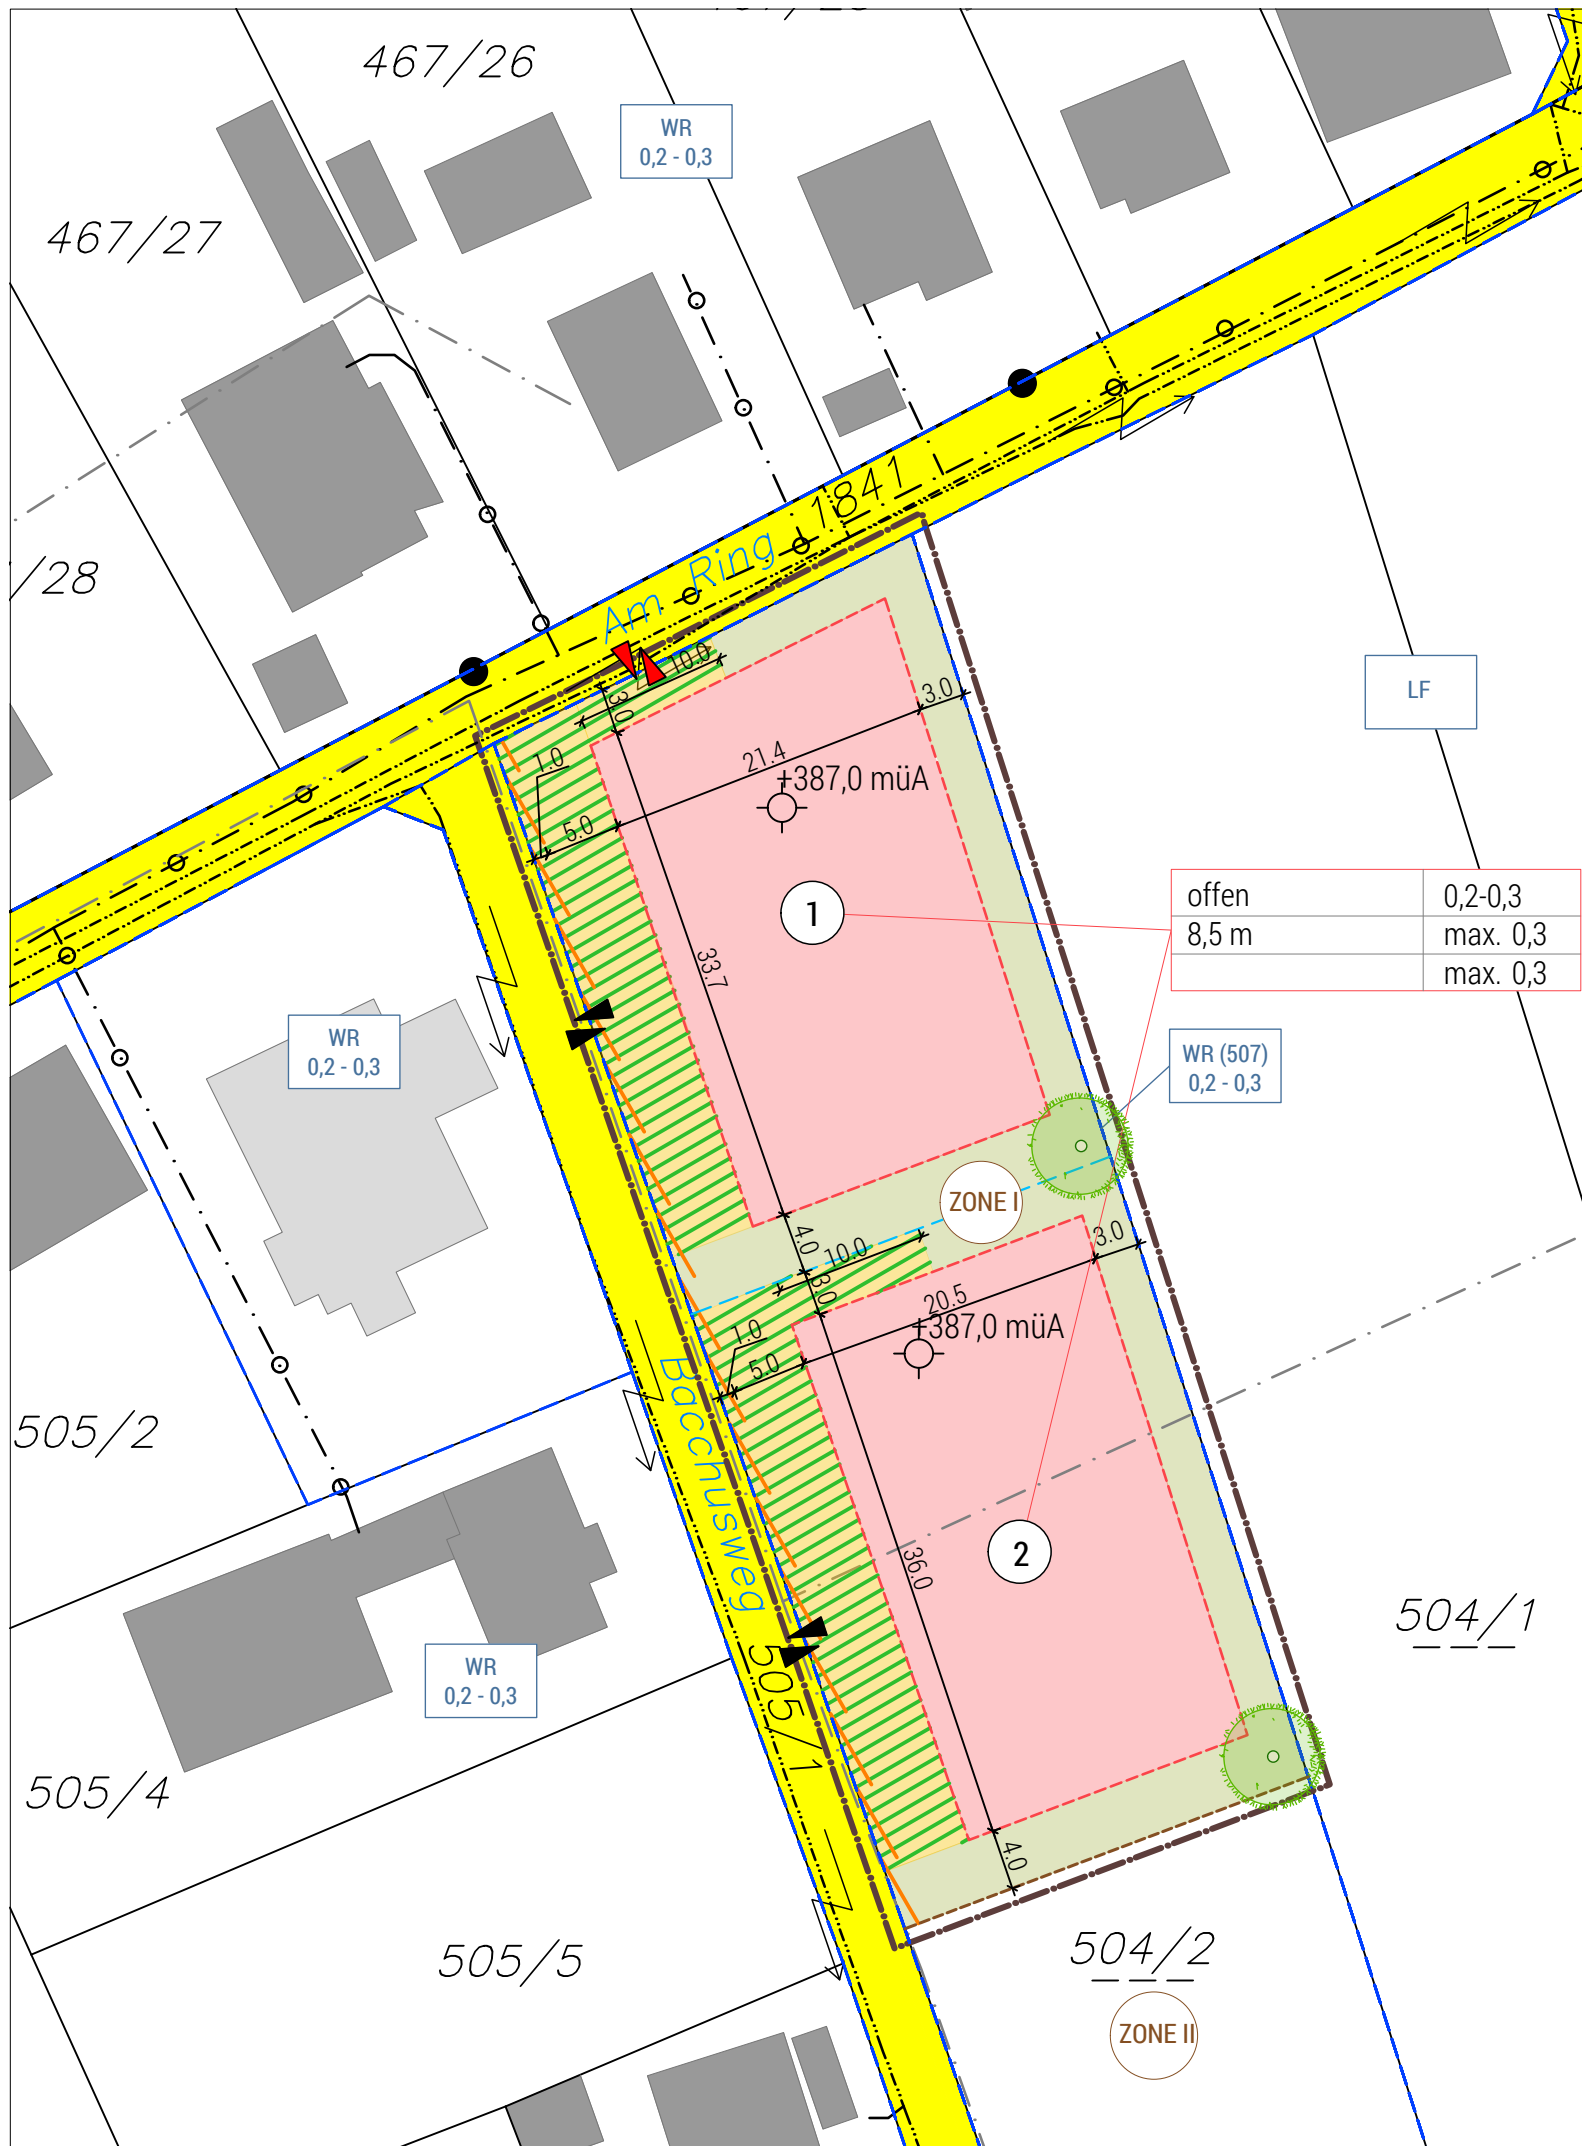 467/26
WR
0,2 - 0,3
467/27
/28
1841
Am Ring
10.0
3.0
3.0
LF
1.0
21.4
+387,0 müA
5.0
offen 0,2-0,3
8,5 m max. 0,3
max. 0,3
1
33.7
WR
0,2 - 0,3
WR (507)
0,2 - 0,3
ZONE I
4.0
10.0
3.0
3.0
20.5
+387,0 müA
1.0
5.0
Bacchusweg
505/2
36.0
2
504/1
WR
0,2 - 0,3
505/1
505/4
4.0
505/5
504/2
ZONE II